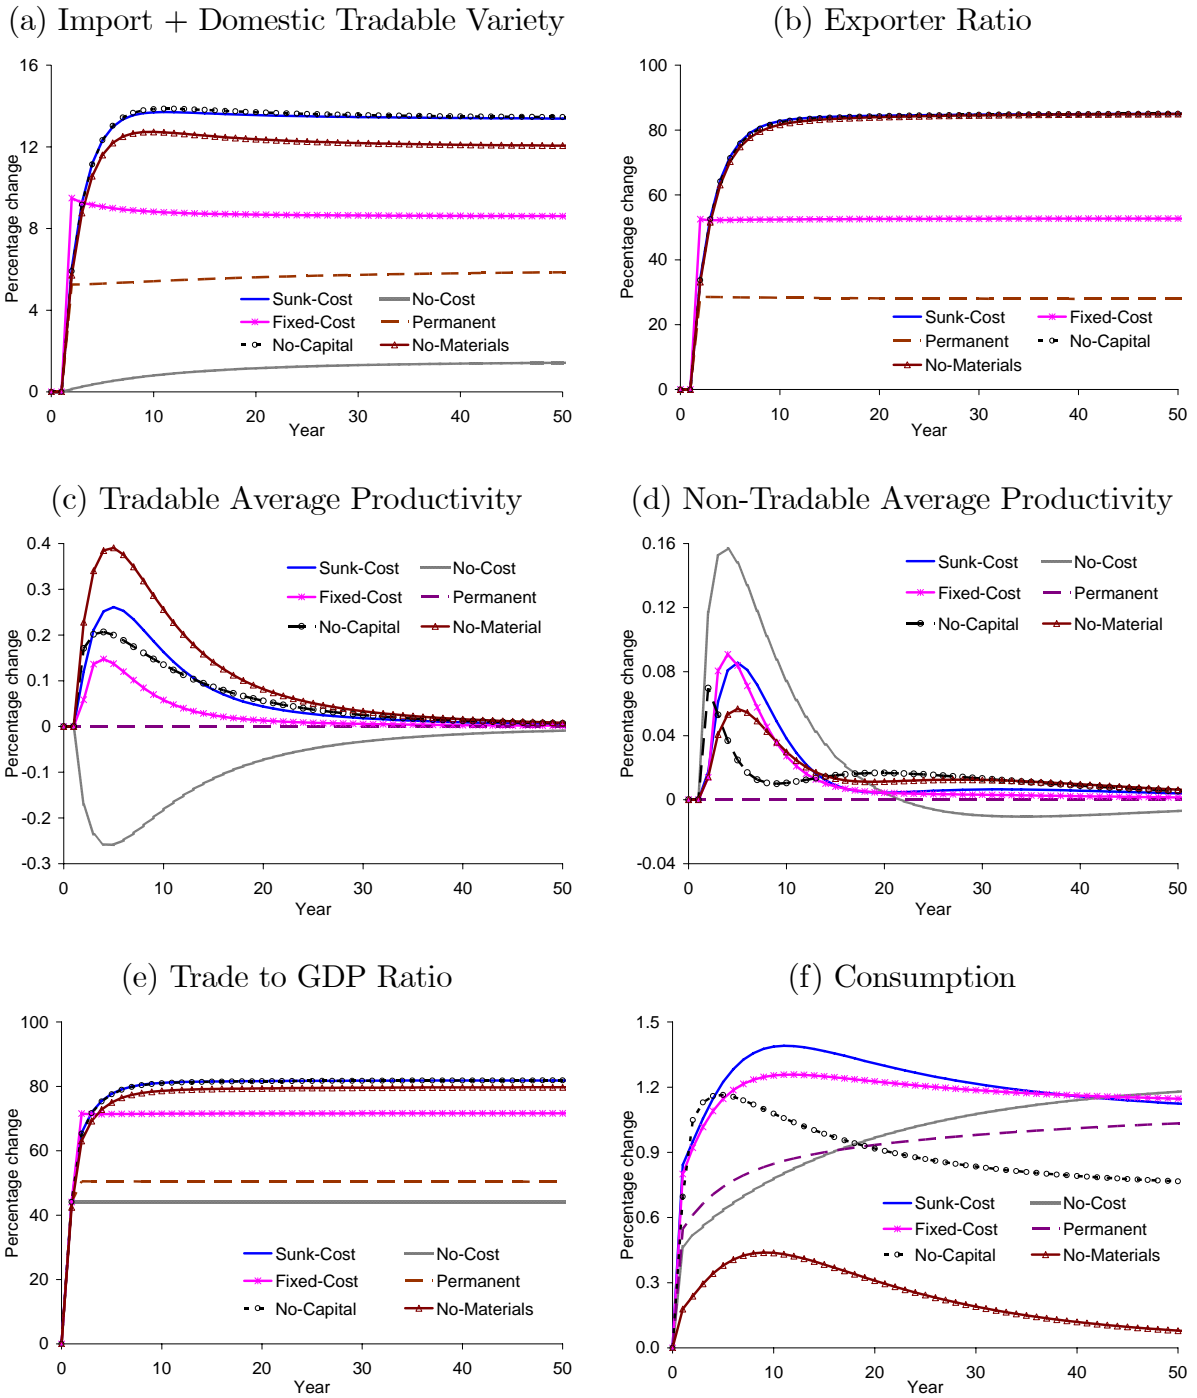 (a) Import + Domestic Tradable Variety
16
12
8
4
0
Percentage change
Sunk-Cost
No-Cost
Fixed-Cost
Permanent
No-Capital
No-Materials
0 10 20 30 40 50
Year
(b) Exporter Ratio
100
80
60
40
20
0
Pecentage change
Sunk-Cost
Fixed-Cost
Permanent
No-Capital
No-Materials
0 10 20 30 40 50
Year
(c) Tradable Average Productivity
0.4
0.3
0.2
0.1
0
-0.1
-0.2
-0.3
Percentage change
Sunk-Cost
No-Cost
Fixed-Cost
Permanent
No-Capital
No-Material
0 10 20 30 40 50
Year
(d) Non-Tradable Average Productivity
0.16
0.12
0.08
0.04
0
-0.04
Percentage change
Sunk-Cost
No-Cost
Fixed-Cost
Permanent
No-Capital
No-Material
0 10 20 30 40 50
Year
(e) Trade to GDP Ratio
100
80
60
40
20
0
Percentage change
Sunk-Cost
No-Cost
Fixed-Cost
Permanent
No-Capital
No-Materials
0 10 20 30 40 50
Year
(f) Consumption
1.5
1.2
0.9
0.6
0.3
0.0
Percentage change
Sunk-Cost
No-Cost
Fixed-Cost
Permanent
No-Capital
No-Materials
0 10 20 30 40 50
Year